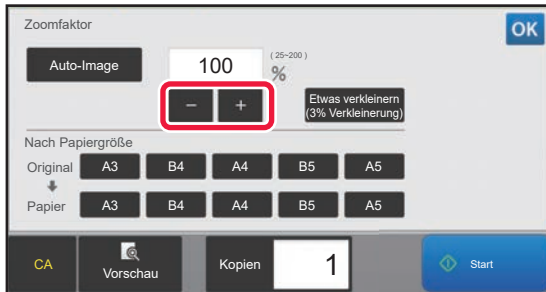 Zoomfaktor
OK
Auto-Image
100
(25~200)
%
− +
Etwas verkleinern
(3% Verkleinerung)
Nach Papiergröße
Original A3 B4 A4 B5 A5
Papier A3 B4 A4 B5 A5
CA
Vorschau
Kopien
1
Start